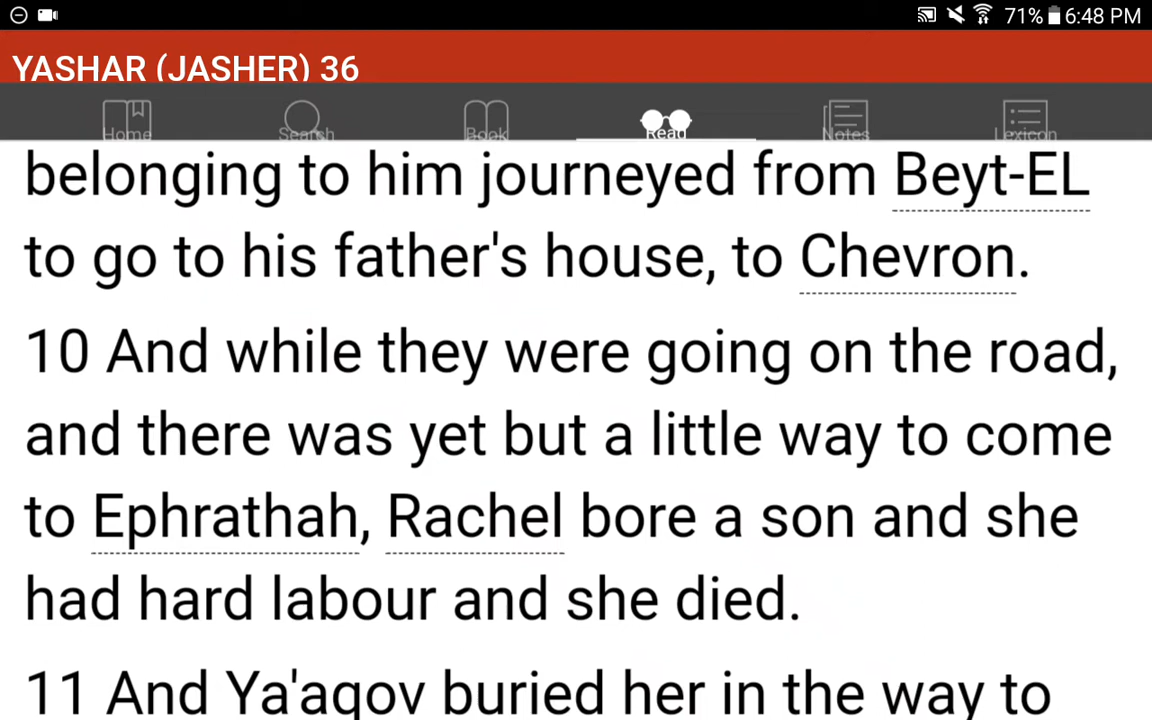 71% 6:48 PM
YASHAR (JASHER) 36
Home Search Book Read Notes Lexicon
belonging to him journeyed from Beyt-EL
to go to his father's house, to Chevron.
10 And while they were going on the road,
and there was yet but a little way to come
to Ephrathah, Rachel bore a son and she
had hard labour and she died.
11 And Ya'aqov buried her in the way to